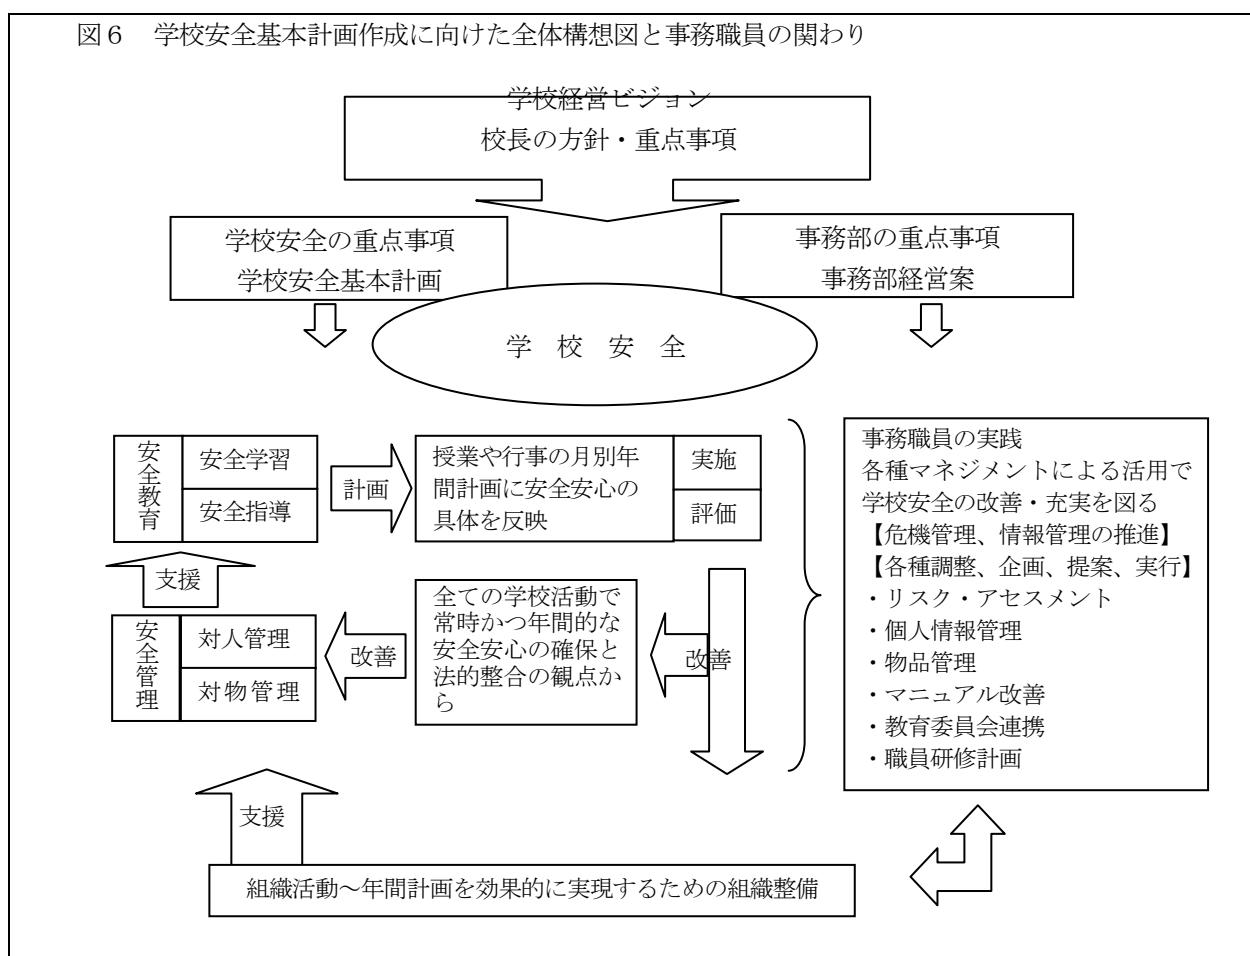 図６　学校安全基本計画作成に向けた全体構想図と事務職員の関わり
学校経営ビジョン
校長の方針・重点事項
学校安全の重点事項
学校安全基本計画
事務部の重点事項
事務部経営案
学　校　安　全
安全教育
安全学習
安全指導
計画
授業や行事の月別年
間計画に安全安心の
具体を反映
実施
評価
支援
安全管理
対人管理
対物管理
改善
全ての学校活動で
常時かつ年間的な
安全安心の確保と
法的整合の観点か
ら
改善
事務職員の実践
各種マネジメントによる活用で
学校安全の改善・充実を図る
【危機管理、情報管理の推進】
【各種調整、企画、提案、実行】
・リスク・アセスメント
・個人情報管理
・物品管理
・マニュアル改善
・教育委員会連携
・職員研修計画
支援
組織活動～年間計画を効果的に実現するための組織整備